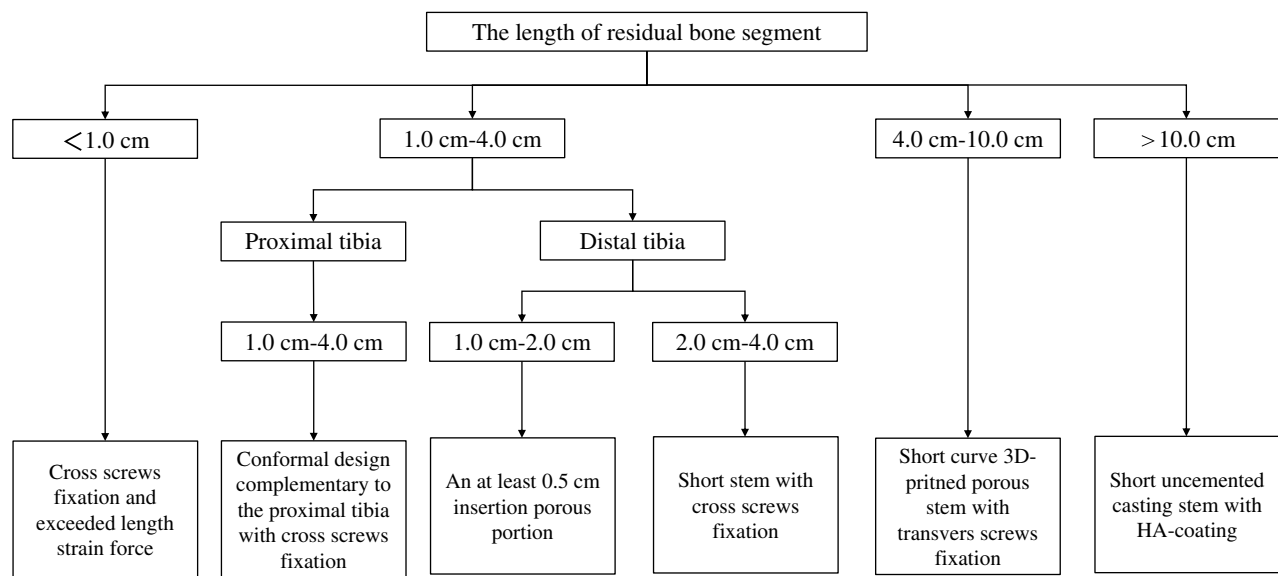 The length of residual bone segment
<1.0 cm
1.0 cm-4.0 cm
4.0 cm-10.0 cm
>10.0 cm
Proximal tibia
Distal tibia
1.0 cm-4.0 cm
1.0 cm-2.0 cm
2.0 cm-4.0 cm
Cross screws
fixation and
exceeded length
strain force
Conformal design
complementary to
the proximal tibia
with cross screws
fixation
An at least 0.5 cm
insertion porous
portion
Short stem with
cross screws
fixation
Short curve 3D-
pritned porous
stem with
transvers screws
fixation
Short uncemented
casting stem with
HA-coating